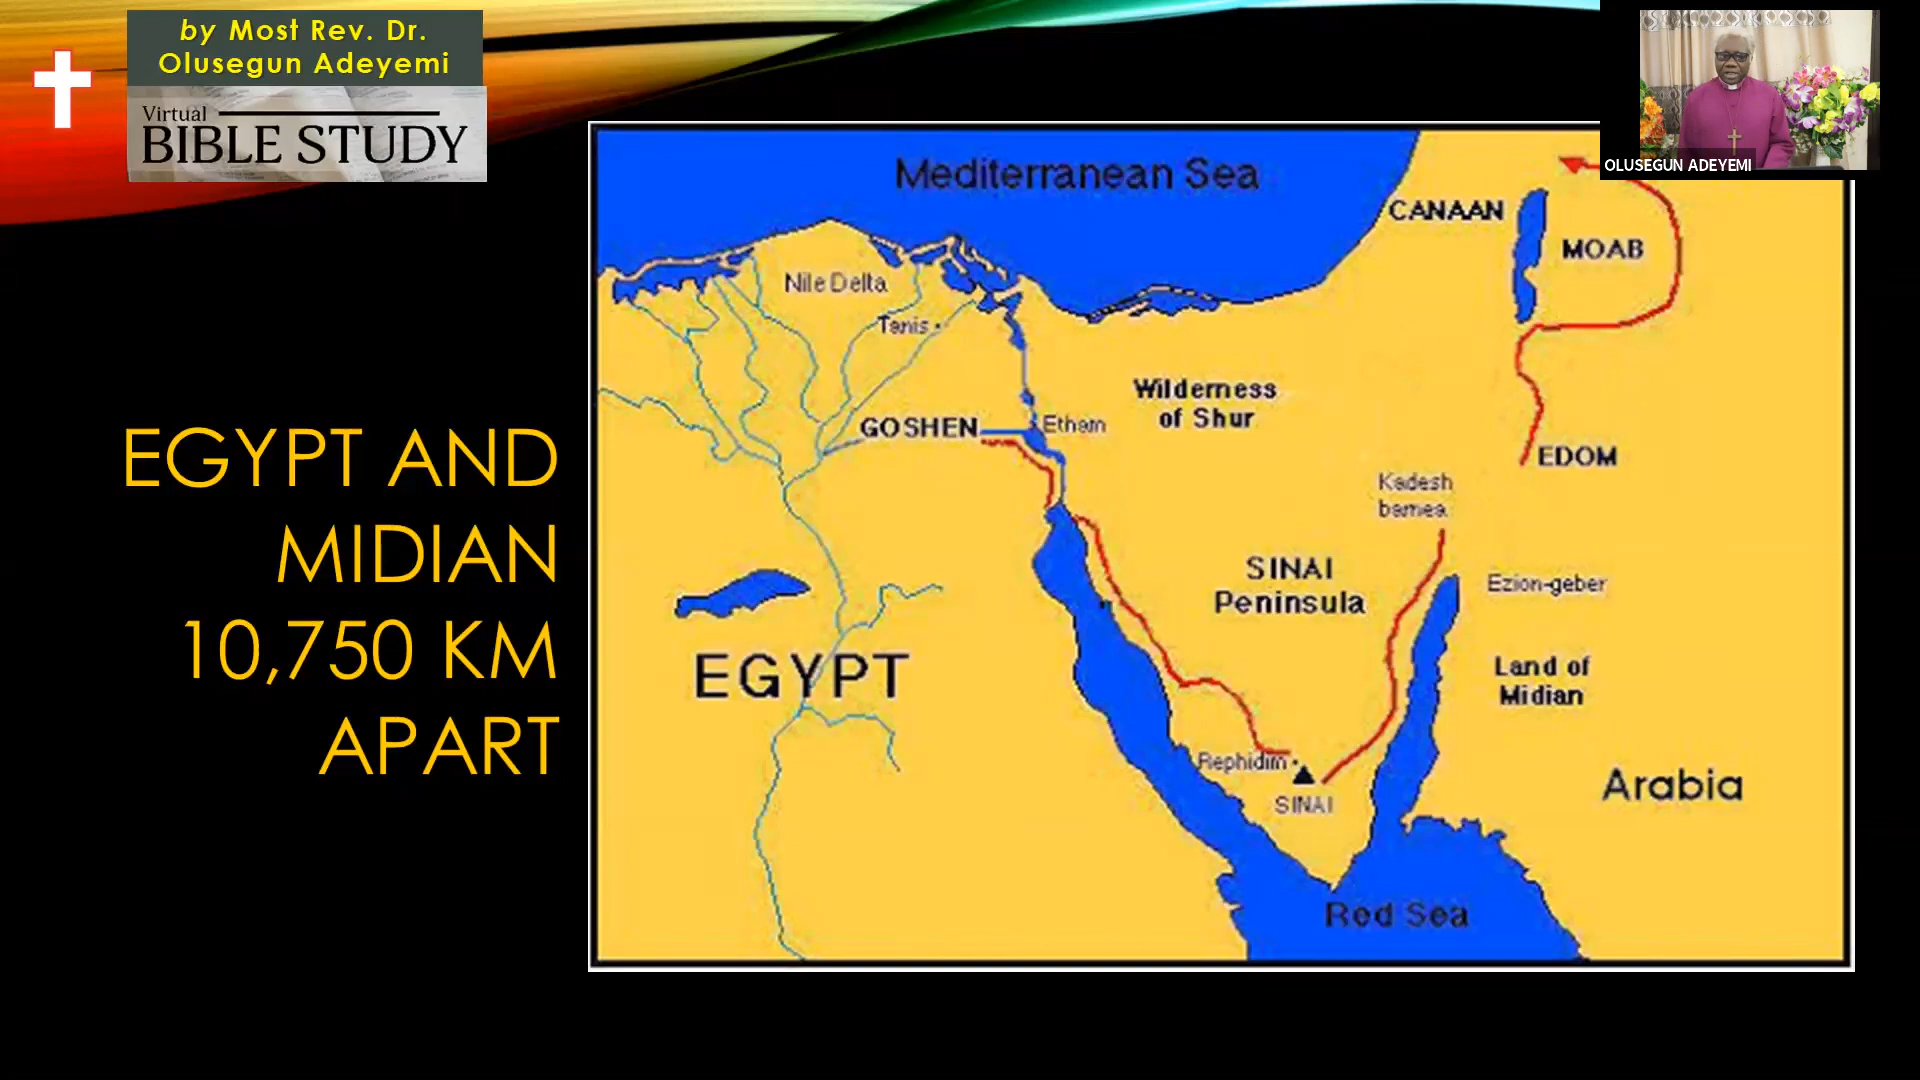 by Most Rev. Dr.
Olusegun Adeyemi
Virtual
BIBLE STUDY
OLUSEGUN ADEYEMI
EGYPT AND
MIDIAN
10,750 KM
APART
Mediterranean Sea
CANAAN
MOAB
Nile Delta
Tanis
Wilderness
of Shur
GOSHEN
Etham
EDOM
Kadesh
barnea
SINAI
Peninsula
Ezion-geber
EGYPT
Land of
Midian
Rephidim
SINAI
Arabia
Red Sea